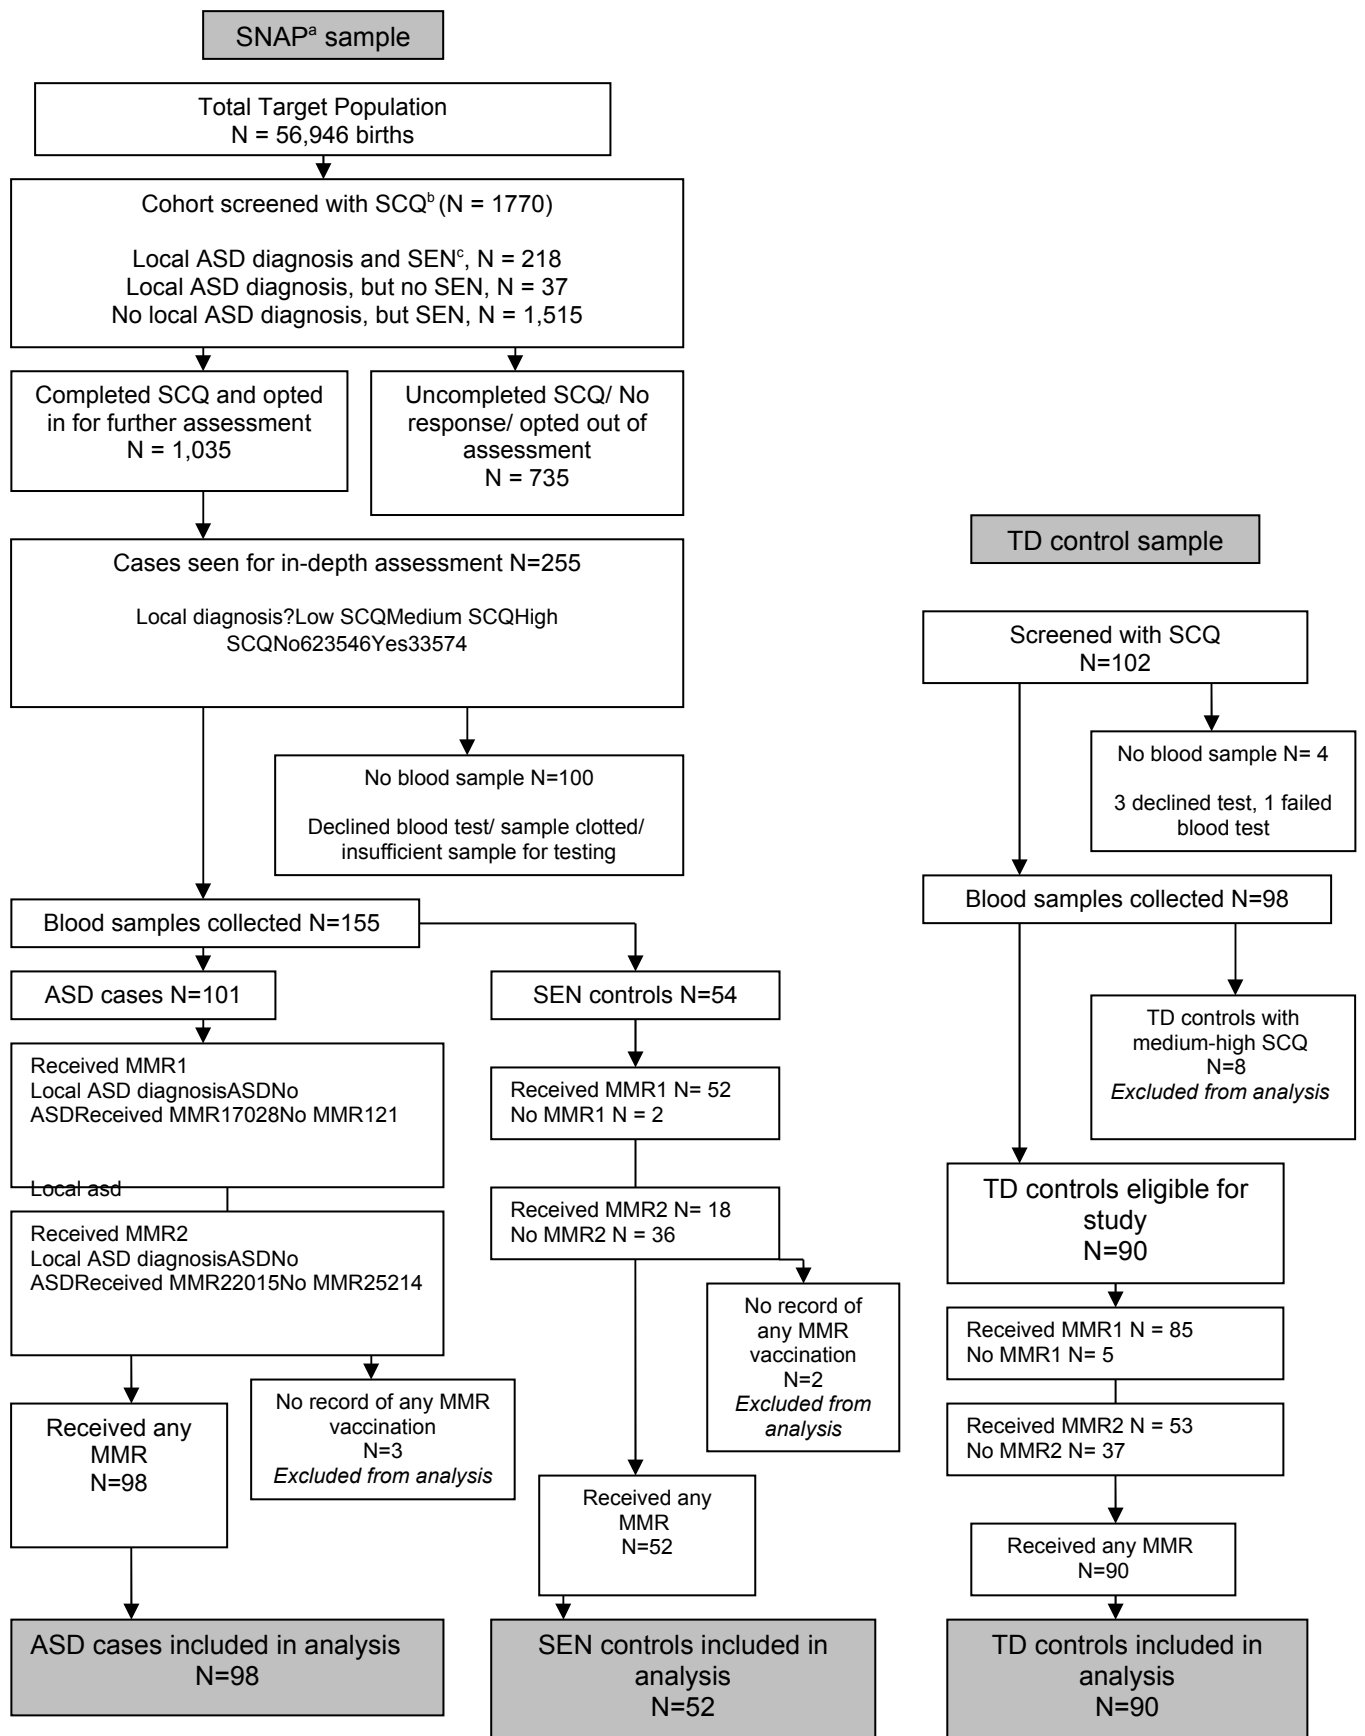 SNAPᵃ sample
Total Target Population
N = 56,946 births
Cohort screened with SCQᵇ (N = 1770)
Local ASD diagnosis and SENᶜ, N = 218
Local ASD diagnosis, but no SEN, N = 37
No local ASD diagnosis, but SEN, N = 1,515
Completed SCQ and opted
in for further assessment
N = 1,035
Uncompleted SCQ/ No
response/ opted out of
assessment
N = 735
Cases seen for in-depth assessment N=255
Local diagnosis?Low SCQMedium SCQHigh
SCQNo623546Yes33574
No blood sample N=100
Declined blood test/ sample clotted/
insufficient sample for testing
Blood samples collected N=155
ASD cases N=101
Received MMR1
Local ASD diagnosisASDNo
ASDReceived MMR17028No MMR121
Local asd
Received MMR2
Local ASD diagnosisASDNo
ASDReceived MMR22015No MMR25214
Received any
MMR
N=98
No record of any MMR
vaccination
N=3
Excluded from analysis
ASD cases included in analysis
N=98
SEN controls N=54
Received MMR1 N= 52
No MMR1 N = 2
Received MMR2 N= 18
No MMR2 N = 36
No record of
any MMR
vaccination
N=2
Excluded from
analysis
Received any
MMR
N=52
SEN controls included in
analysis
N=52
TD control sample
Screened with SCQ
N=102
No blood sample N= 4
3 declined test, 1 failed
blood test
Blood samples collected N=98
TD controls with
medium-high SCQ
N=8
Excluded from analysis
TD controls eligible for
study
N=90
Received MMR1 N = 85
No MMR1 N= 5
Received MMR2 N = 53
No MMR2 N = 37
Received any MMR
N=90
TD controls included in
analysis
N=90